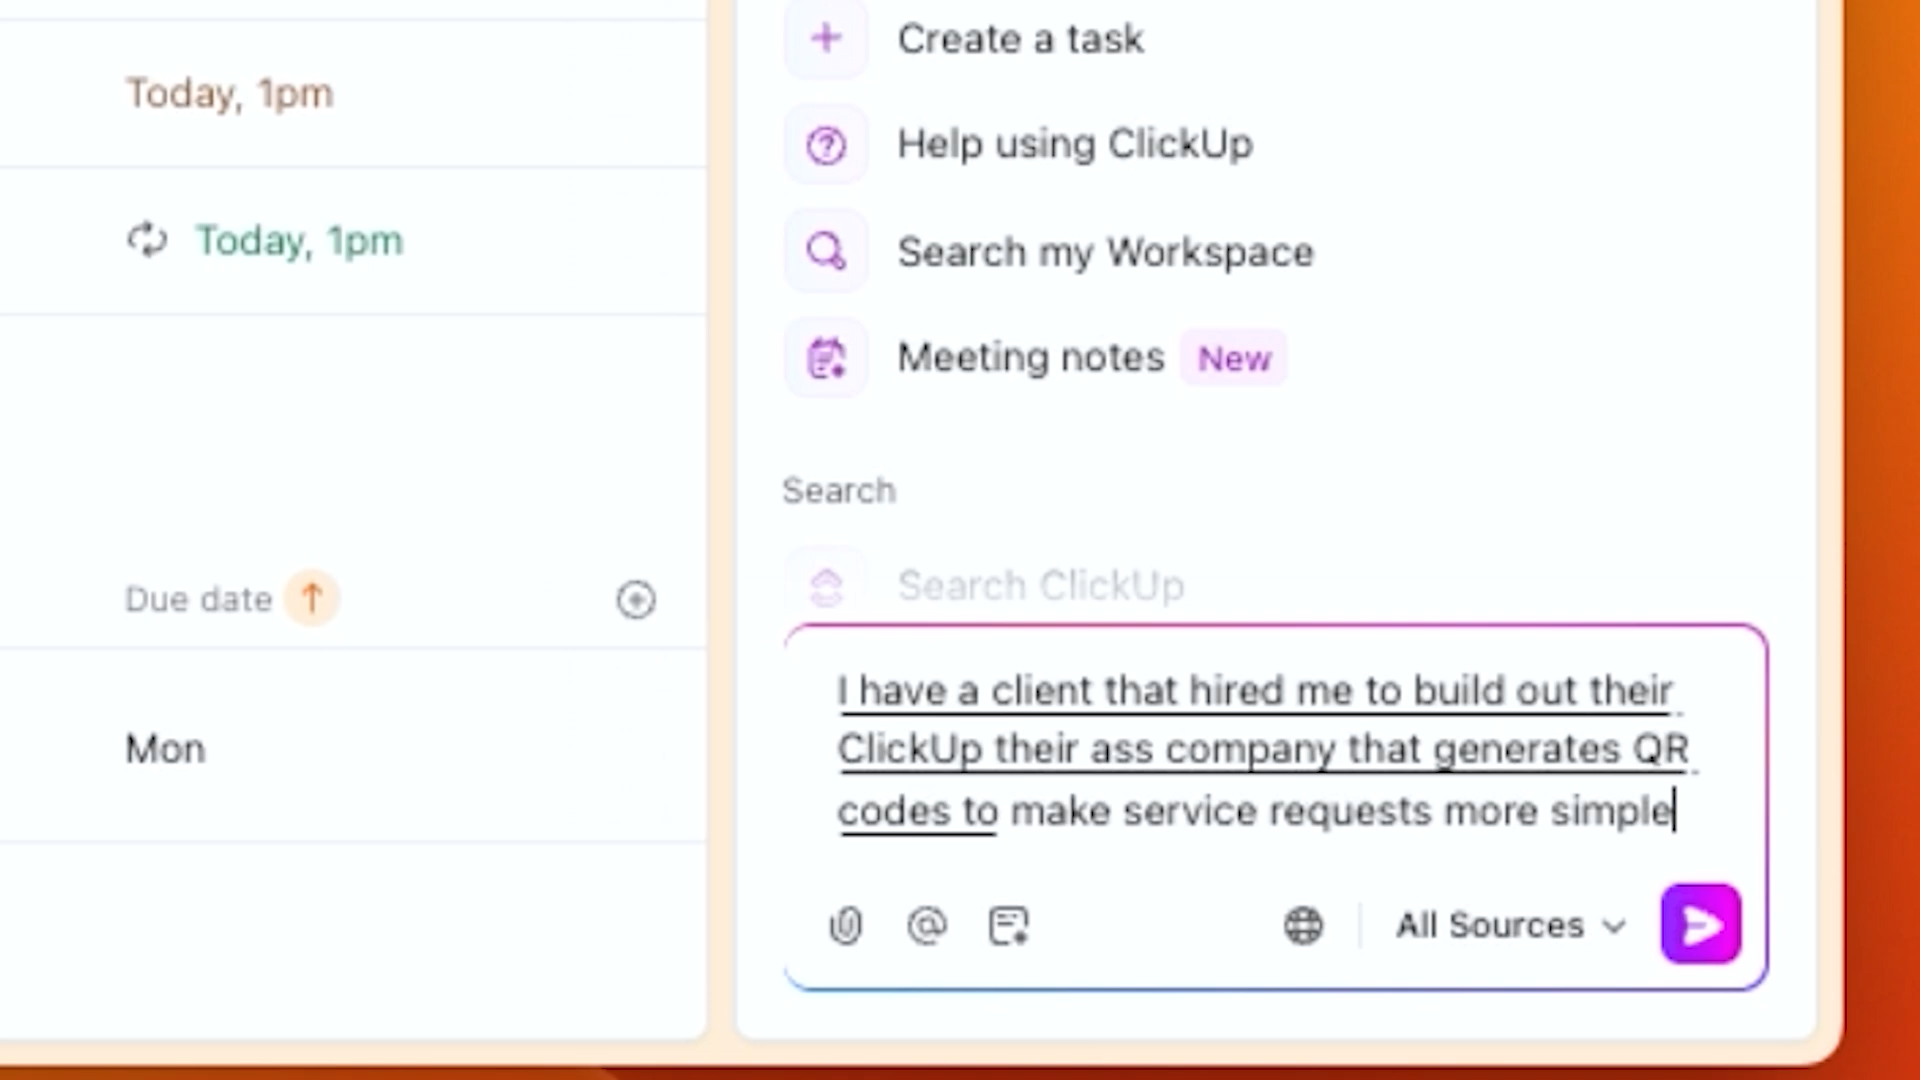 Today, 1pm
Today, 1pm
Due date
Mon
Create a task
Help using ClickUp
Search my Workspace
Meeting notes New
Search
Search ClickUp
I have a client that hired me to build out their
ClickUp their ass company that generates QR
codes to make service requests more simple
All Sources